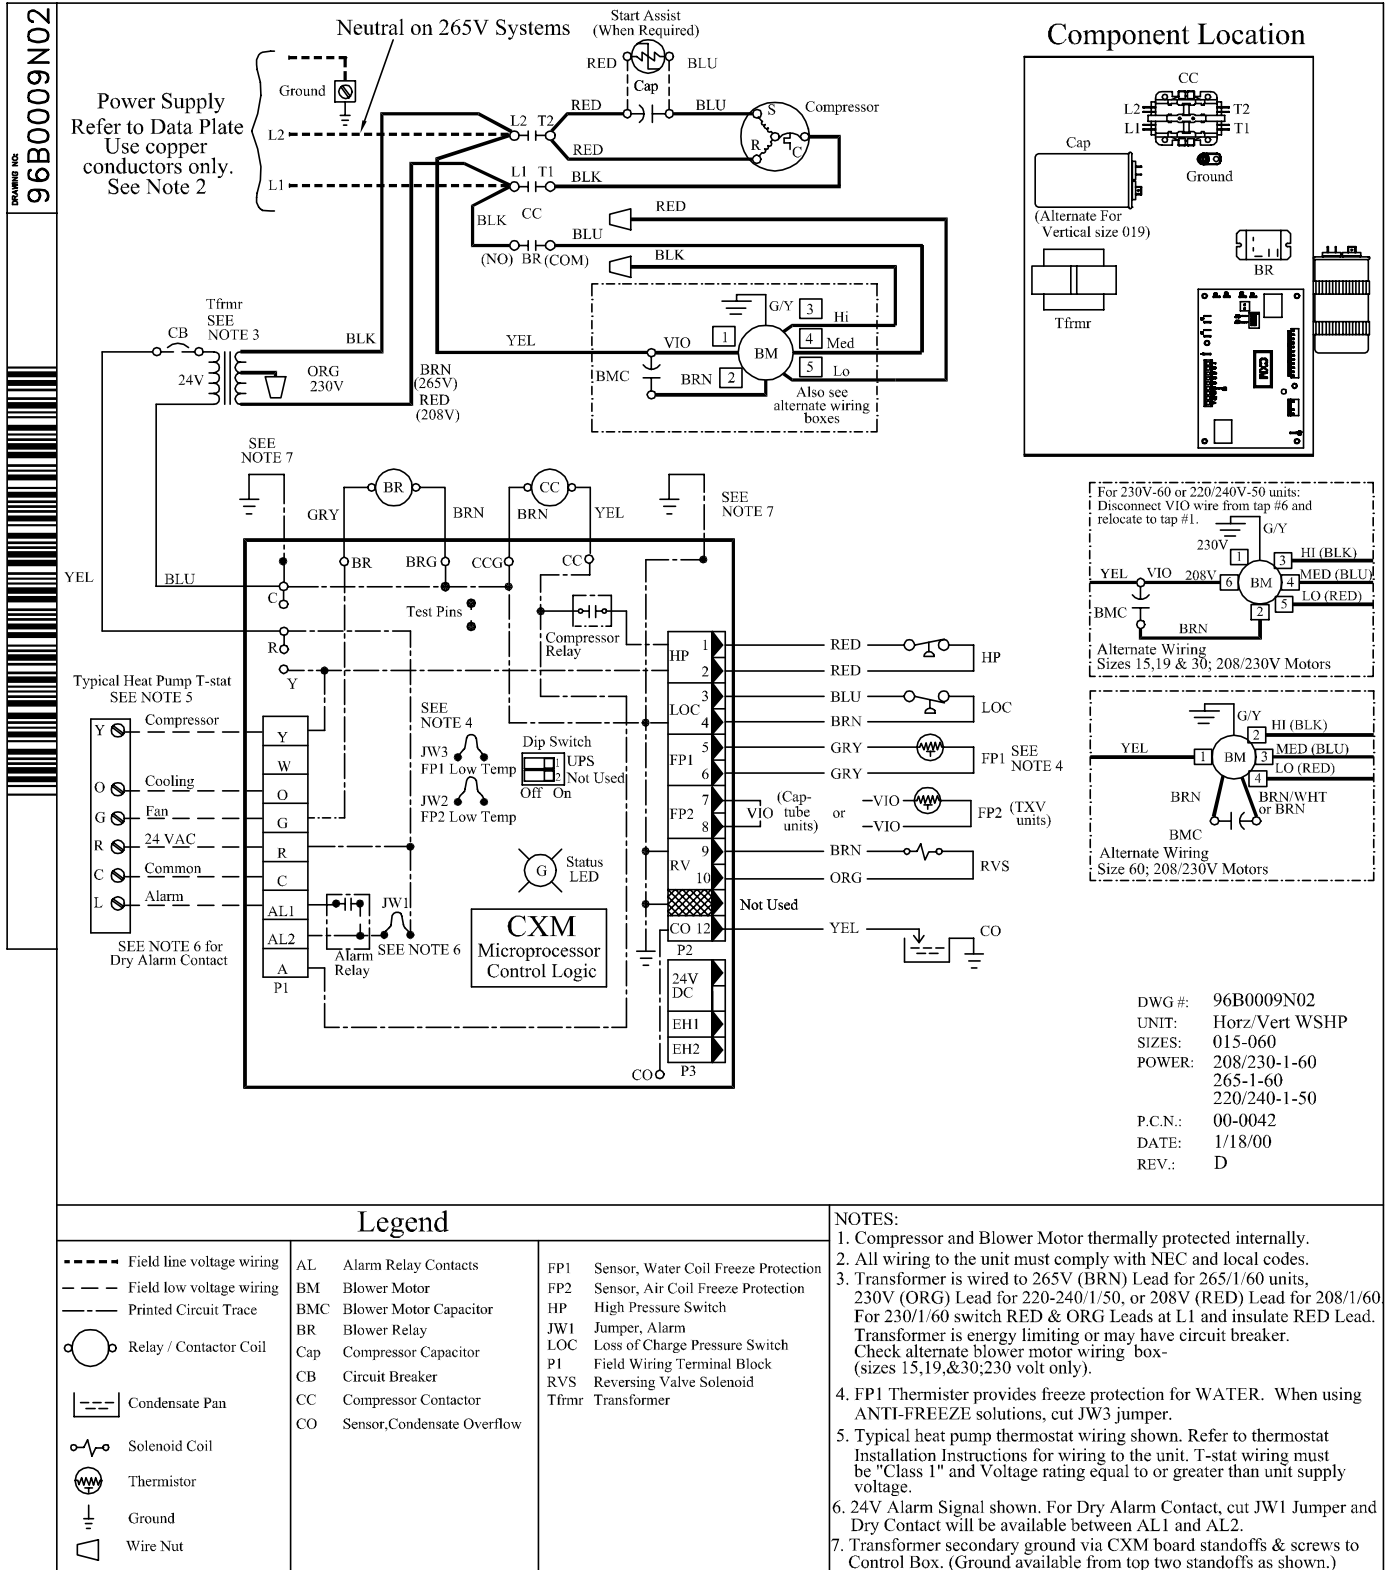 DRAWING NO:
96B0009N02
Neutral on 265V Systems
Power Supply
Refer to Data Plate
Use copper
conductors only.
See Note 2
Ground
L2
L1
Start Assist
(When Required)
RED
BLU
Cap
RED
BLU
Compressor
S
R
C
L2 T2
RED
L1 T1
BLK
CC
BLK
RED
BLU
(NO) BR (COM)
BLK
Tfrmr
SEE
NOTE 3
CB
24V
BLK
ORG
230V
BRN
(265V)
RED
(208V)
YEL
VIO
BMC
BRN
G/Y
1
2
BM
3
Hi
4
Med
5
Lo
Also see
alternate wiring
boxes
Component Location
CC
L2
T2
L1
T1
Ground
Cap
(Alternate For
Vertical size 019)
Tfrmr
BR
CXM
SEE
NOTE 7
BR
GRY
BRN
CC
BRN
YEL
SEE
NOTE 7
YEL
BLU
BR
BRG
CCG
CC
C
R
Y
Test Pins
Compressor
Relay
Typical Heat Pump T-stat
SEE NOTE 5
Y
Compressor
O
Cooling
G
Fan
R
24 VAC
C
Common
L
Alarm
SEE NOTE 6 for
Dry Alarm Contact
Y
W
O
G
R
C
AL1
AL2
A
P1
SEE
NOTE 4
JW3
FP1 Low Temp
JW2
FP2 Low Temp
Dip Switch
1 UPS
2 Not Used
Off On
G
Status
LED
JW1
SEE NOTE 6
Alarm
Relay
CXM
Microprocessor
Control Logic
HP
1
2
LOC
3
4
FP1
5
6
FP2
7
8
RV
9
10
CO 12
P2
24V
DC
EH1
EH2
P3
CO
RED
RED
HP
BLU
BRN
LOC
GRY
GRY
FP1
SEE
NOTE 4
VIO
(Cap-
tube
units)
or
VIO
VIO
FP2
(TXV
units)
BRN
ORG
RVS
Not Used
YEL
CO
For 230V-60 or 220/240V-50 units:
Disconnect VIO wire from tap #6 and
relocate to tap #1.
G/Y
230V
1
3
HI (BLK)
YEL
VIO
208V
6
BM
4
MED (BLU)
5
LO (RED)
BMC
2
BRN
Alternate Wiring
Sizes 15,19 & 30; 208/230V Motors
G/Y
2
HI (BLK)
YEL
1
BM
3
MED (BLU)
4
LO (RED)
BRN
BRN/WHT
or BRN
BMC
Alternate Wiring
Size 60; 208/230V Motors
DWG #: 96B0009N02
UNIT: Horz/Vert WSHP
SIZES: 015-060
POWER: 208/230-1-60
265-1-60
220/240-1-50
P.C.N.: 00-0042
DATE: 1/18/00
REV.: D
Legend
Field line voltage wiring
Field low voltage wiring
Printed Circuit Trace
Relay / Contactor Coil
Condensate Pan
Solenoid Coil
Thermistor
Ground
Wire Nut
AL Alarm Relay Contacts
BM Blower Motor
BMC Blower Motor Capacitor
BR Blower Relay
Cap Compressor Capacitor
CB Circuit Breaker
CC Compressor Contactor
CO Sensor,Condensate Overflow
FP1 Sensor, Water Coil Freeze Protection
FP2 Sensor, Air Coil Freeze Protection
HP High Pressure Switch
JW1 Jumper, Alarm
LOC Loss of Charge Pressure Switch
P1 Field Wiring Terminal Block
RVS Reversing Valve Solenoid
Tfrmr Transformer
NOTES:
1. Compressor and Blower Motor thermally protected internally.
2. All wiring to the unit must comply with NEC and local codes.
3. Transformer is wired to 265V (BRN) Lead for 265/1/60 units,
230V (ORG) Lead for 220-240/1/50, or 208V (RED) Lead for 208/1/60.
For 230/1/60 switch RED & ORG Leads at L1 and insulate RED Lead.
Transformer is energy limiting or may have circuit breaker.
Check alternate blower motor wiring box-
(sizes 15,19,&30;230 volt only).
4. FP1 Thermister provides freeze protection for WATER. When using
ANTI-FREEZE solutions, cut JW3 jumper.
5. Typical heat pump thermostat wiring shown. Refer to thermostat
Installation Instructions for wiring to the unit. T-stat wiring must
be "Class 1" and Voltage rating equal to or greater than unit supply
voltage.
6. 24V Alarm Signal shown. For Dry Alarm Contact, cut JW1 Jumper and
Dry Contact will be available between AL1 and AL2.
7. Transformer secondary ground via CXM board standoffs & screws to
Control Box. (Ground available from top two standoffs as shown.)